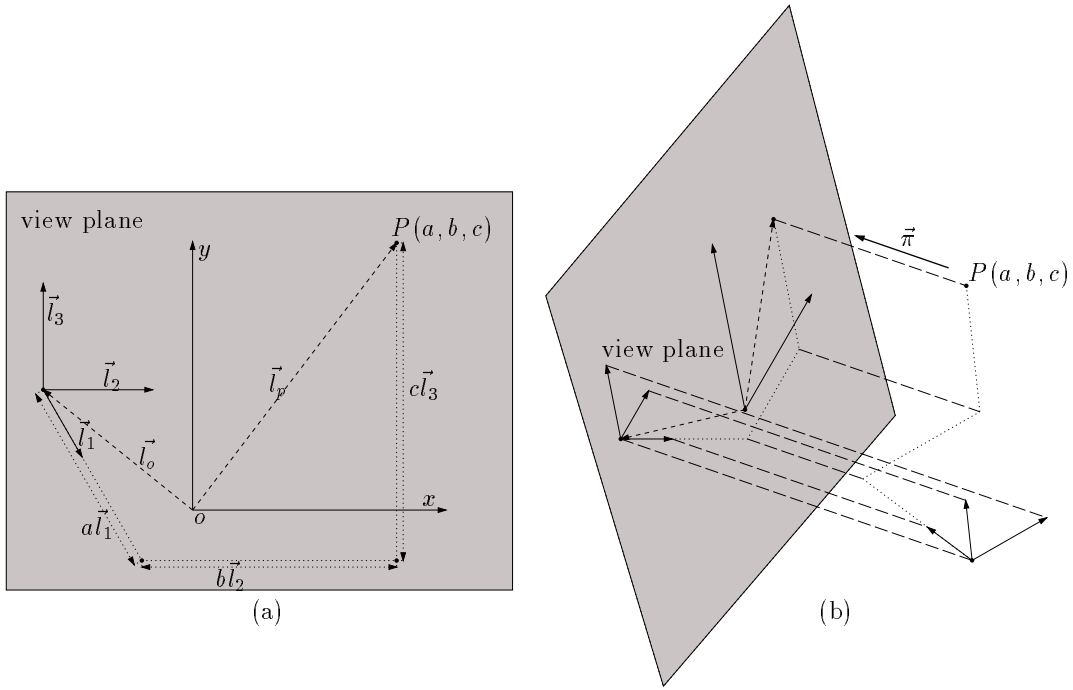 view plane
P(a, b, c)
y
l⃗₃
l⃗₂
l⃗ₚ
cl⃗₃
l⃗₁
l⃗ₒ
x
o
al⃗₁
bl⃗₂
(a)
π⃗
P(a, b, c)
view plane
(b)